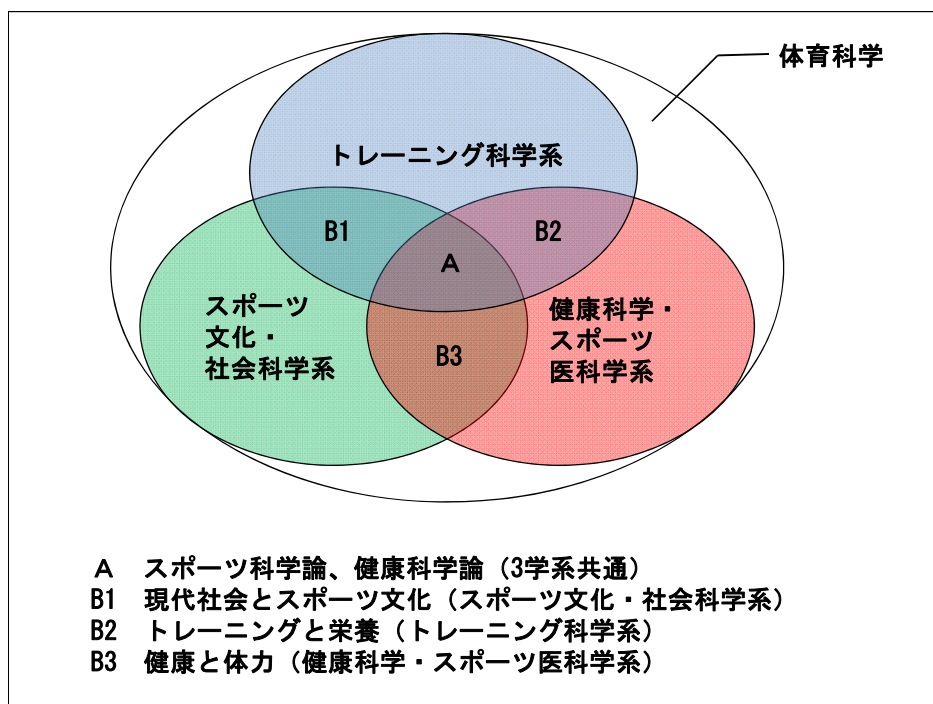 体育科学
トレーニング科学系
B1
B2
A
スポーツ
文化・
社会科学系
健康科学・
スポーツ
医科学系
B3
A スポーツ科学論、健康科学論（3学系共通）
B1 現代社会とスポーツ文化（スポーツ文化・社会科学系）
B2 トレーニングと栄養（トレーニング科学系）
B3 健康と体力（健康科学・スポーツ医科学系）